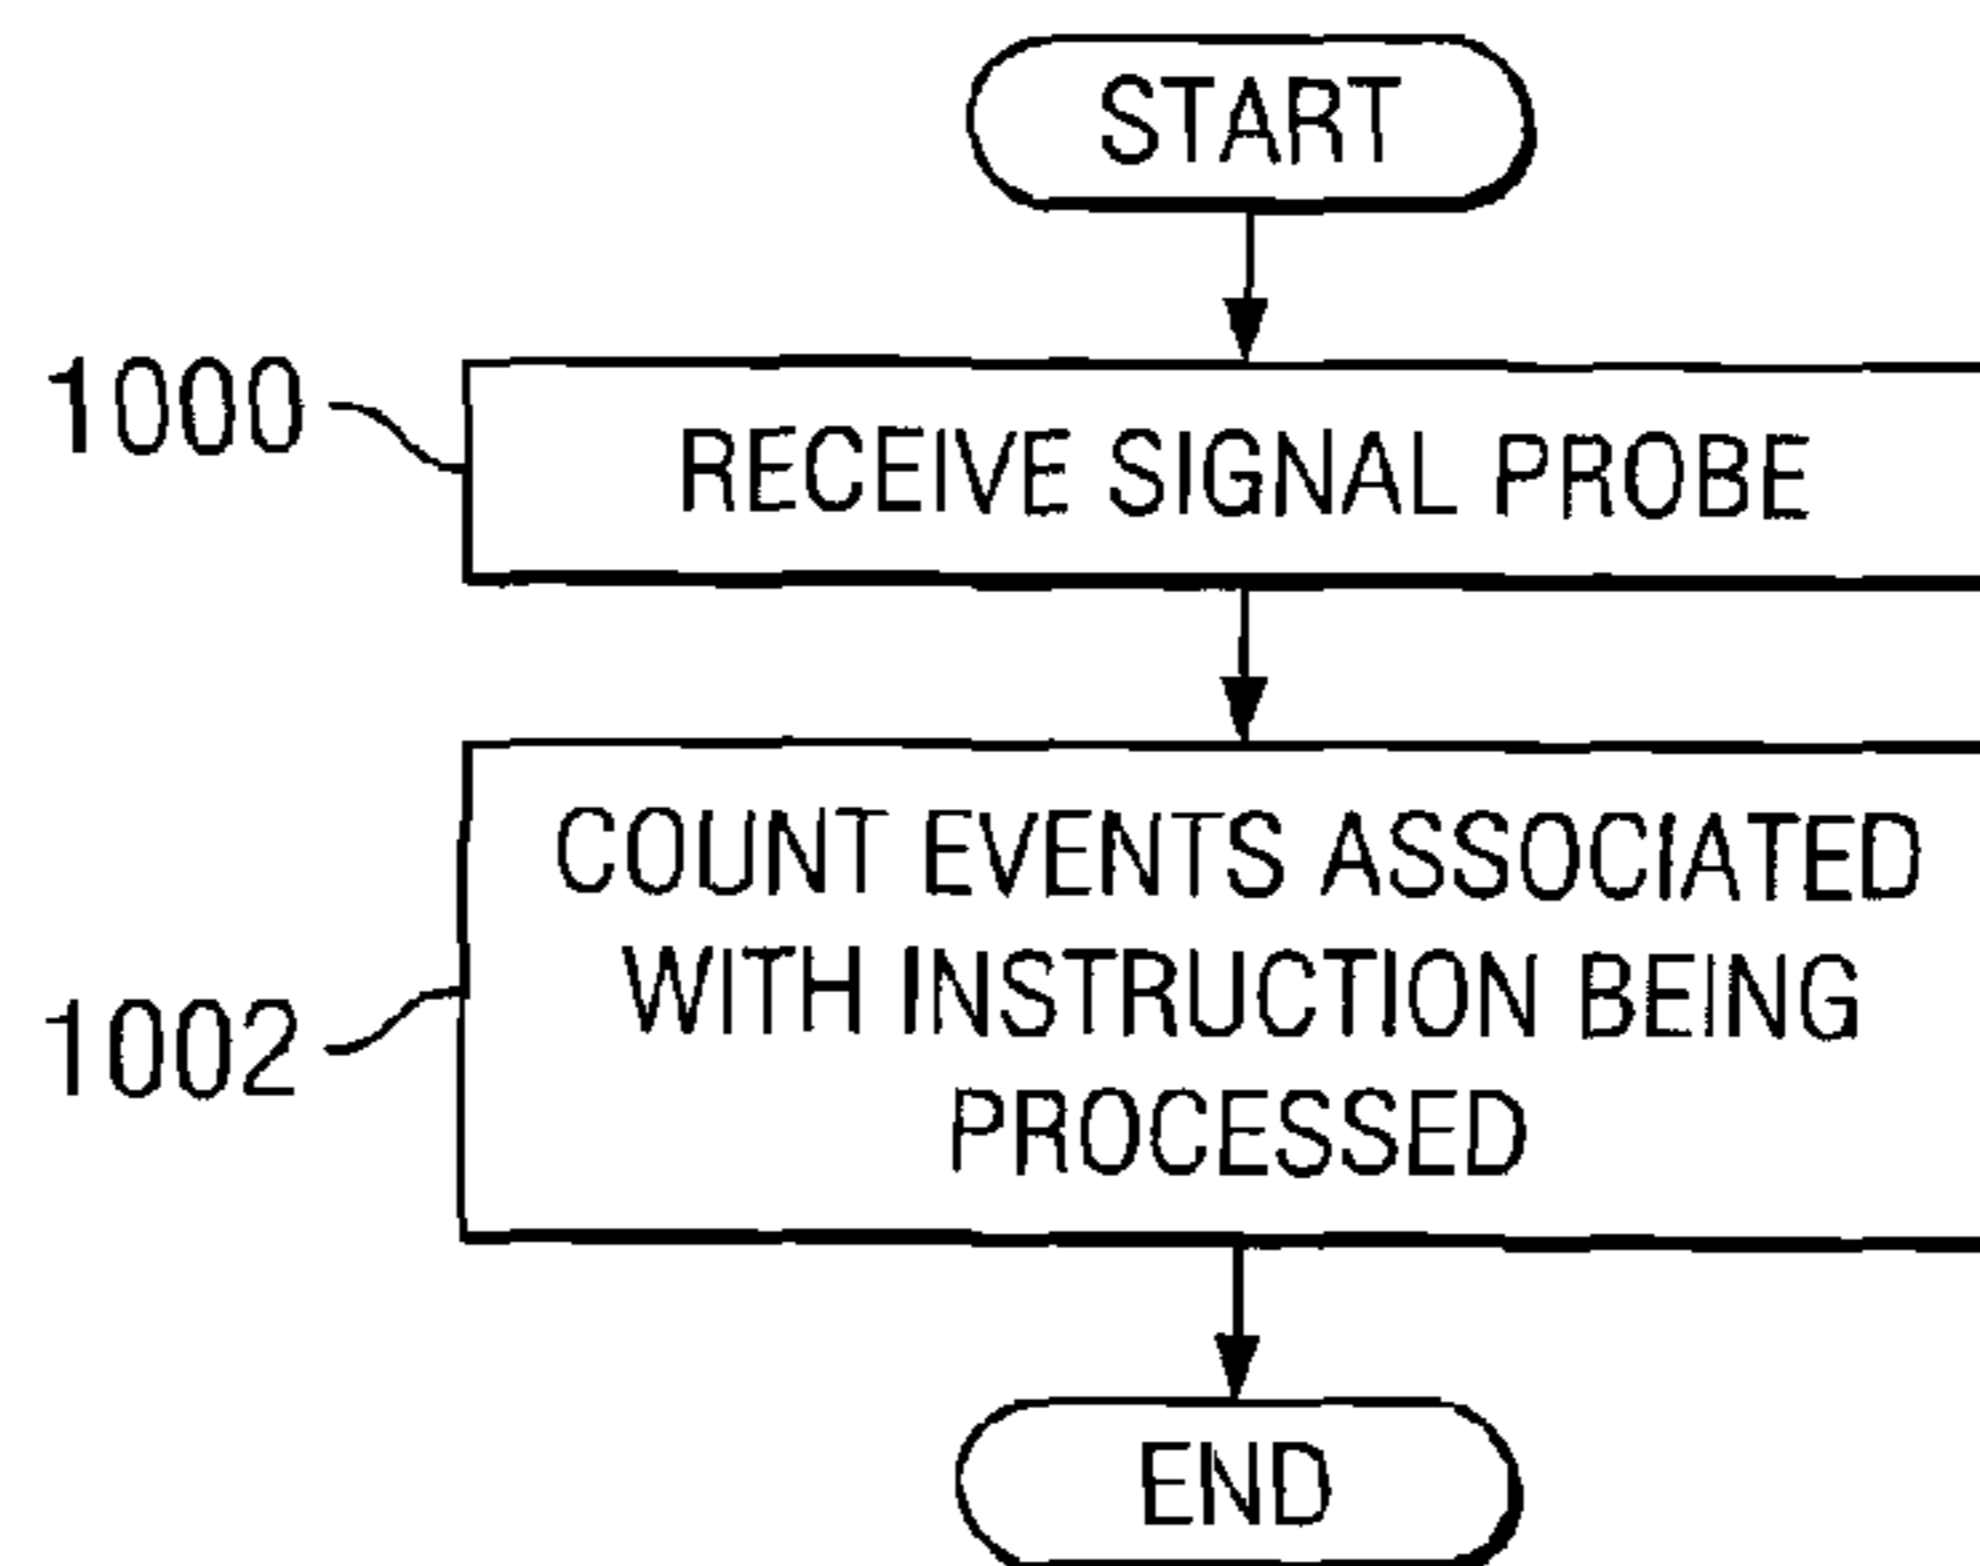 START
1000
RECEIVE SIGNAL PROBE
COUNT EVENTS ASSOCIATED
WITH INSTRUCTION BEING
1002
PROCESSED
END